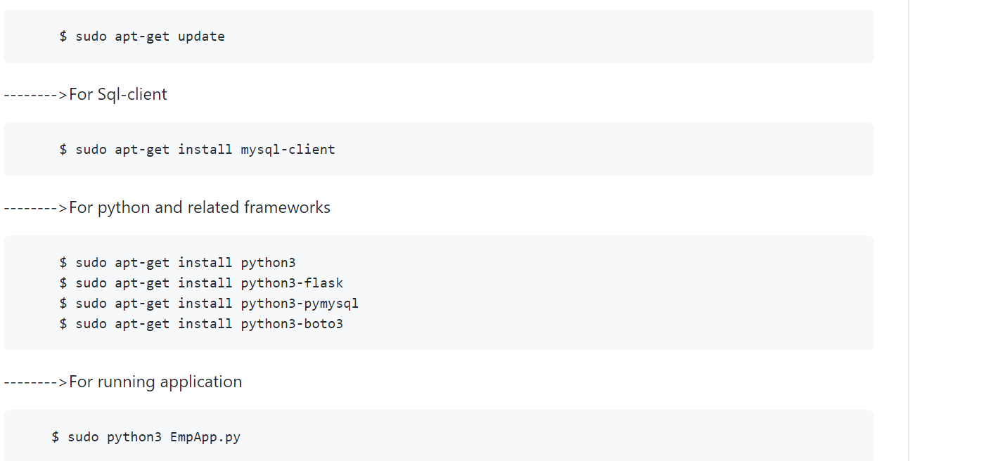 $ sudo apt-get update
-------->For Sql-client
$ sudo apt-get install mysql-client
-------->For python and related frameworks
$ sudo apt-get install python3
$ sudo apt-get install python3-flask
$ sudo apt-get install python3-pymysql
$ sudo apt-get install python3-boto3
-------->For running application
$ sudo python3 EmpApp.py